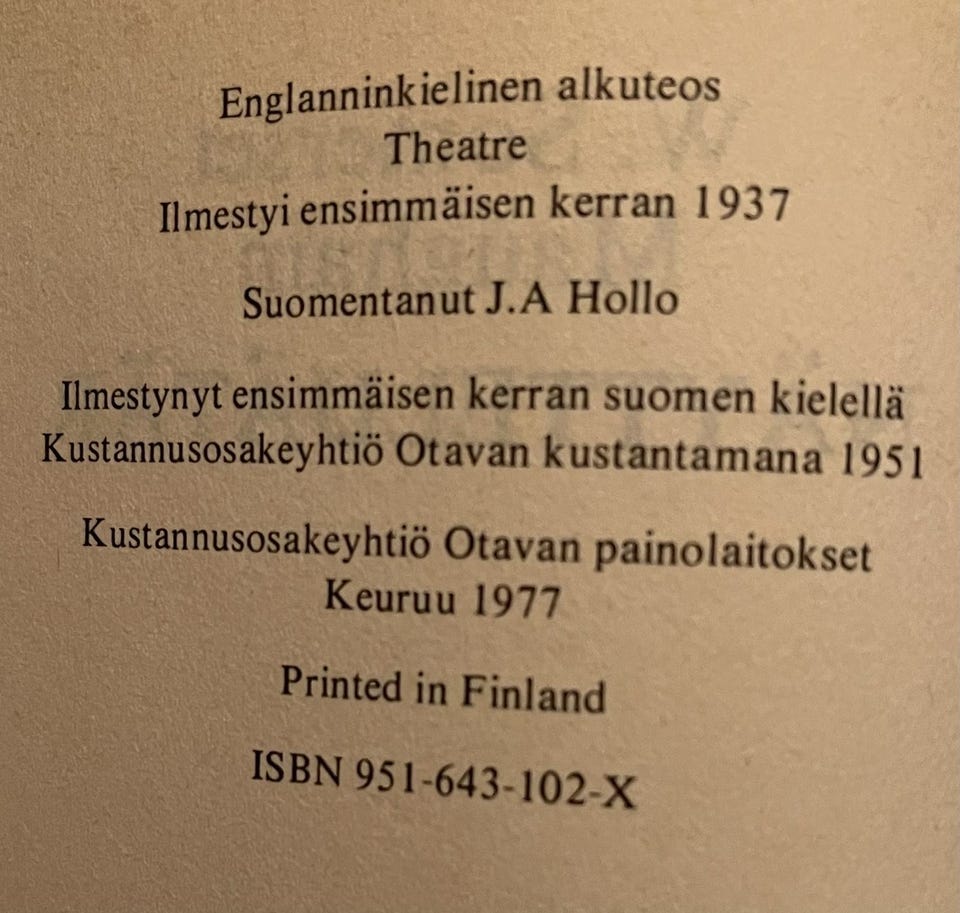 Englanninkielinen alkuteos
Theatre
Ilmestyi ensimmäisen kerran 1937
Suomentanut J.A Hollo
Ilmestynyt ensimmäisen kerran suomen kielellä
Kustannusosakeyhtiö Otavan kustantamana 1951
Kustannusosakeyhtiö Otavan painolaitokset
Keuruu 1977
Printed in Finland
ISBN 951-643-102-X